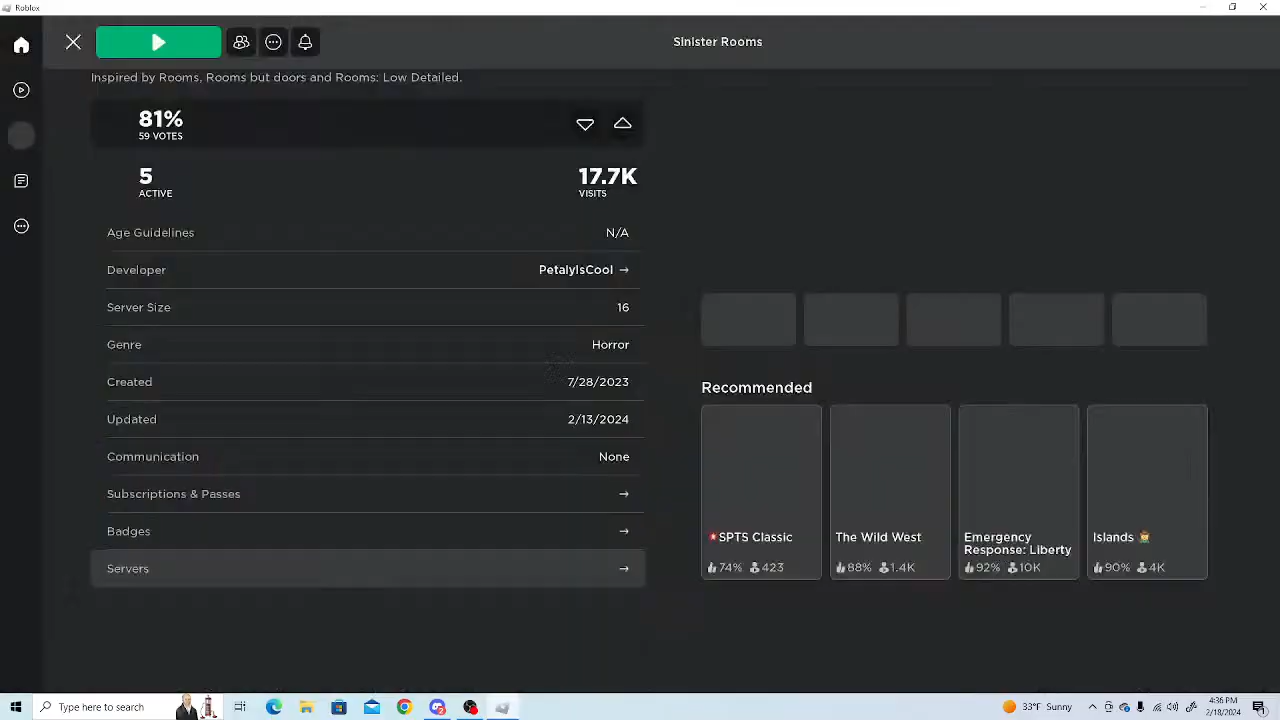 Roblox
Sinister Rooms
Inspired by Rooms, Rooms but doors and Rooms: Low Detailed.
81%
59 VOTES
5
ACTIVE
17.7K
VISITS
Age Guidelines N/A
Developer PetalyIsCool →
Server Size 16
Genre Horror
Created 7/28/2023
Updated 2/13/2024
Communication None
Subscriptions & Passes →
Badges →
Servers →
Recommended
SPTS Classic
74% 423
The Wild West
88% 1.4K
Emergency
Response: Liberty
92% 10K
Islands
90% 4K
Type here to search
33°F Sunny
4:36 PM
2/18/2024